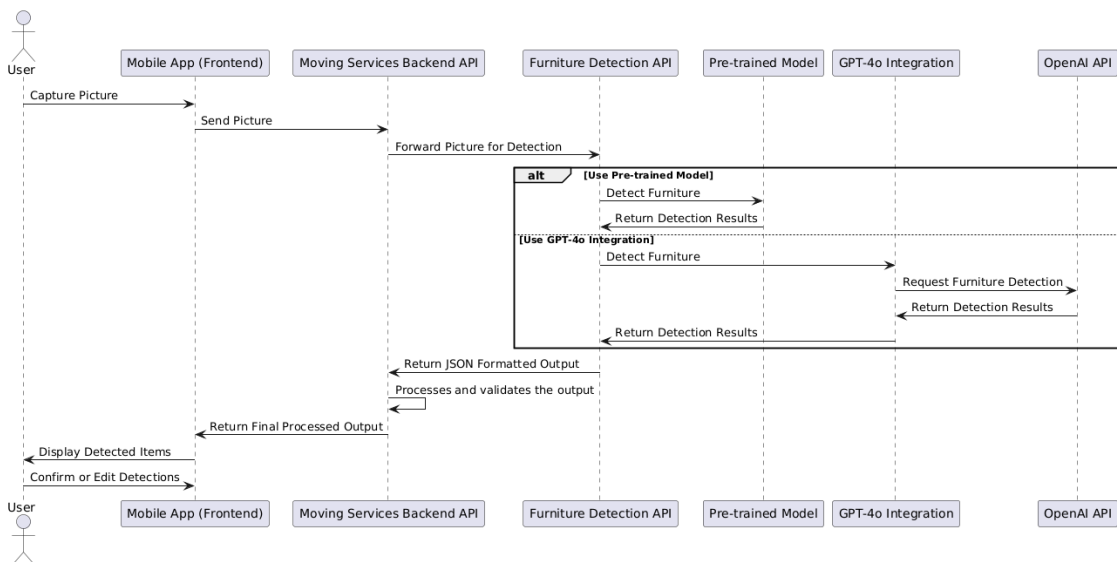 User
Mobile App (Frontend)
Moving Services Backend API
Furniture Detection API
Pre-trained Model
GPT-4o Integration
OpenAI API
Capture Picture
Send Picture
Forward Picture for Detection
alt
[Use Pre-trained Model]
Detect Furniture
Return Detection Results
[Use GPT-4o Integration]
Detect Furniture
Request Furniture Detection
Return Detection Results
Return Detection Results
Return JSON Formatted Output
Processes and validates the output
Return Final Processed Output
Display Detected Items
Confirm or Edit Detections
User
Mobile App (Frontend)
Moving Services Backend API
Furniture Detection API
Pre-trained Model
GPT-4o Integration
OpenAI API